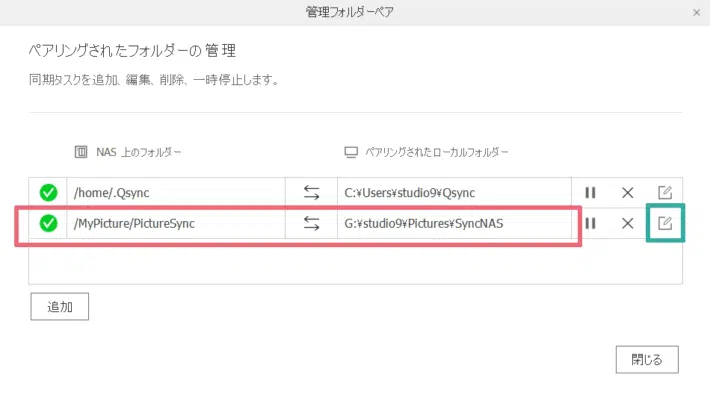 管理フォルダーペア
ペアリングされたフォルダーの管理
同期タスクを追加、編集、削除、一時停止します。
NAS 上のフォルダー ペアリングされたローカルフォルダー
/home/.Qsync C:¥Users¥studio9¥Qsync
/MyPicture/PictureSync G:¥studio9¥Pictures¥SyncNAS
追加
閉じる